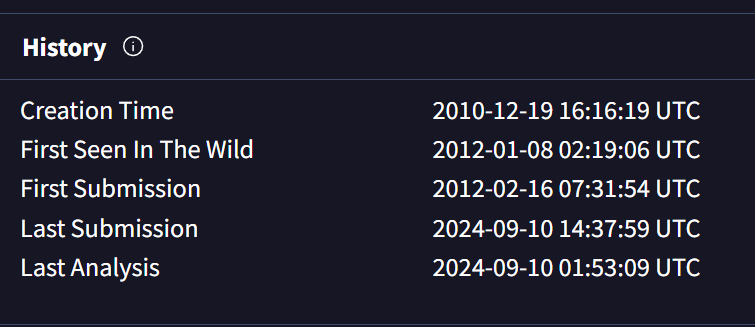 History
Creation Time 2010-12-19 16:16:19 UTC
First Seen In The Wild 2012-01-08 02:19:06 UTC
First Submission 2012-02-16 07:31:54 UTC
Last Submission 2024-09-10 14:37:59 UTC
Last Analysis 2024-09-10 01:53:09 UTC